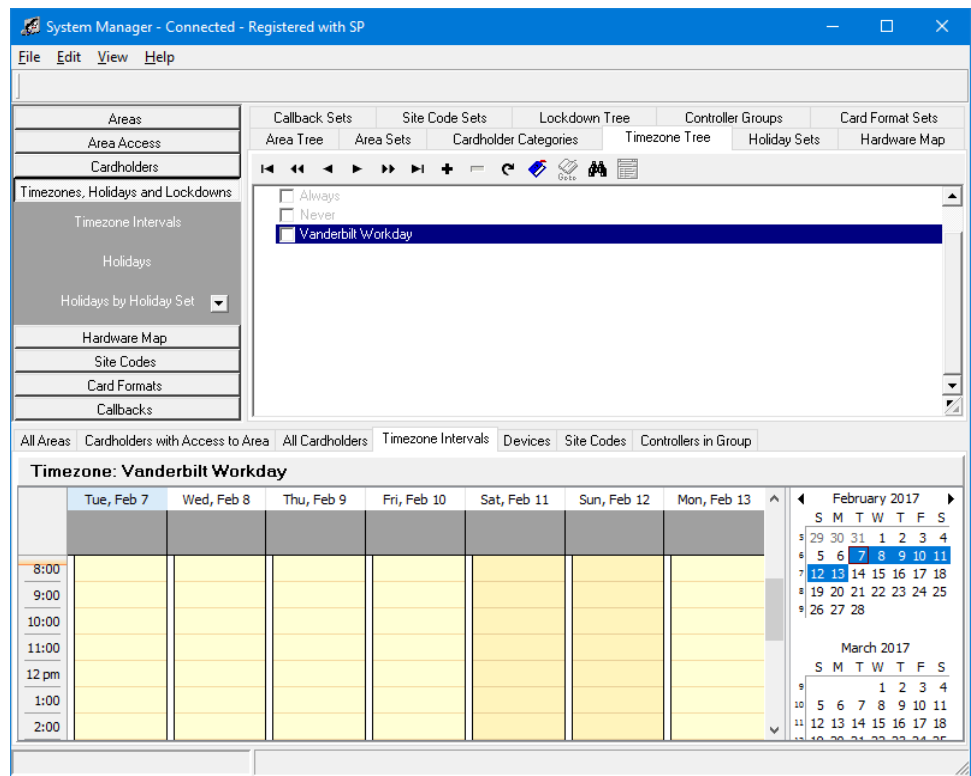 System Manager - Connected - Registered with SP
File Edit View Help
Areas
Area Access
Cardholders
Timezones, Holidays and Lockdowns
Timezone Intervals
Holidays
Holidays by Holiday Set
Hardware Map
Site Codes
Card Formats
Callbacks
Callback Sets Site Code Sets Lockdown Tree Controller Groups Card Format Sets
Area Tree Area Sets Cardholder Categories Timezone Tree Holiday Sets Hardware Map
Goto
Always
Never
Vanderbilt Workday
All Areas Cardholders with Access to Area All Cardholders Timezone Intervals Devices Site Codes Controllers in Group
Timezone: Vanderbilt Workday
Tue, Feb 7 Wed, Feb 8 Thu, Feb 9 Fri, Feb 10 Sat, Feb 11 Sun, Feb 12 Mon, Feb 13
8:00
9:00
10:00
11:00
12 pm
1:00
2:00
February 2017
S M T W T F S
5 29 30 31 1 2 3 4
6 5 6 7 8 9 10 11
7 12 13 14 15 16 17 18
8 19 20 21 22 23 24 25
9 26 27 28
March 2017
S M T W T F S
9 1 2 3 4
10 5 6 7 8 9 10 11
11 12 13 14 15 16 17 18